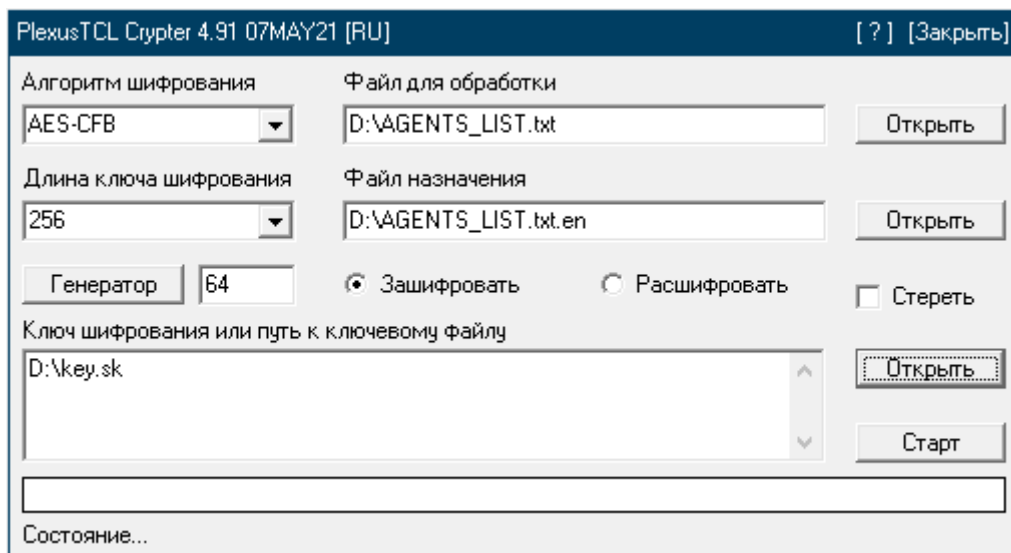 PlexusTCL Crypter 4.91 07MAY21 [RU] [ ? ] [Закрыть]
Алгоритм шифрования Файл для обработки
AES-CFB D:\AGENTS_LIST.txt Открыть
Длина ключа шифрования Файл назначения
256 D:\AGENTS_LIST.txt.en Открыть
Генератор 64 Зашифровать Расшифровать Стереть
Ключ шифрования или путь к ключевому файлу
D:\key.sk Открыть
Старт
Состояние...